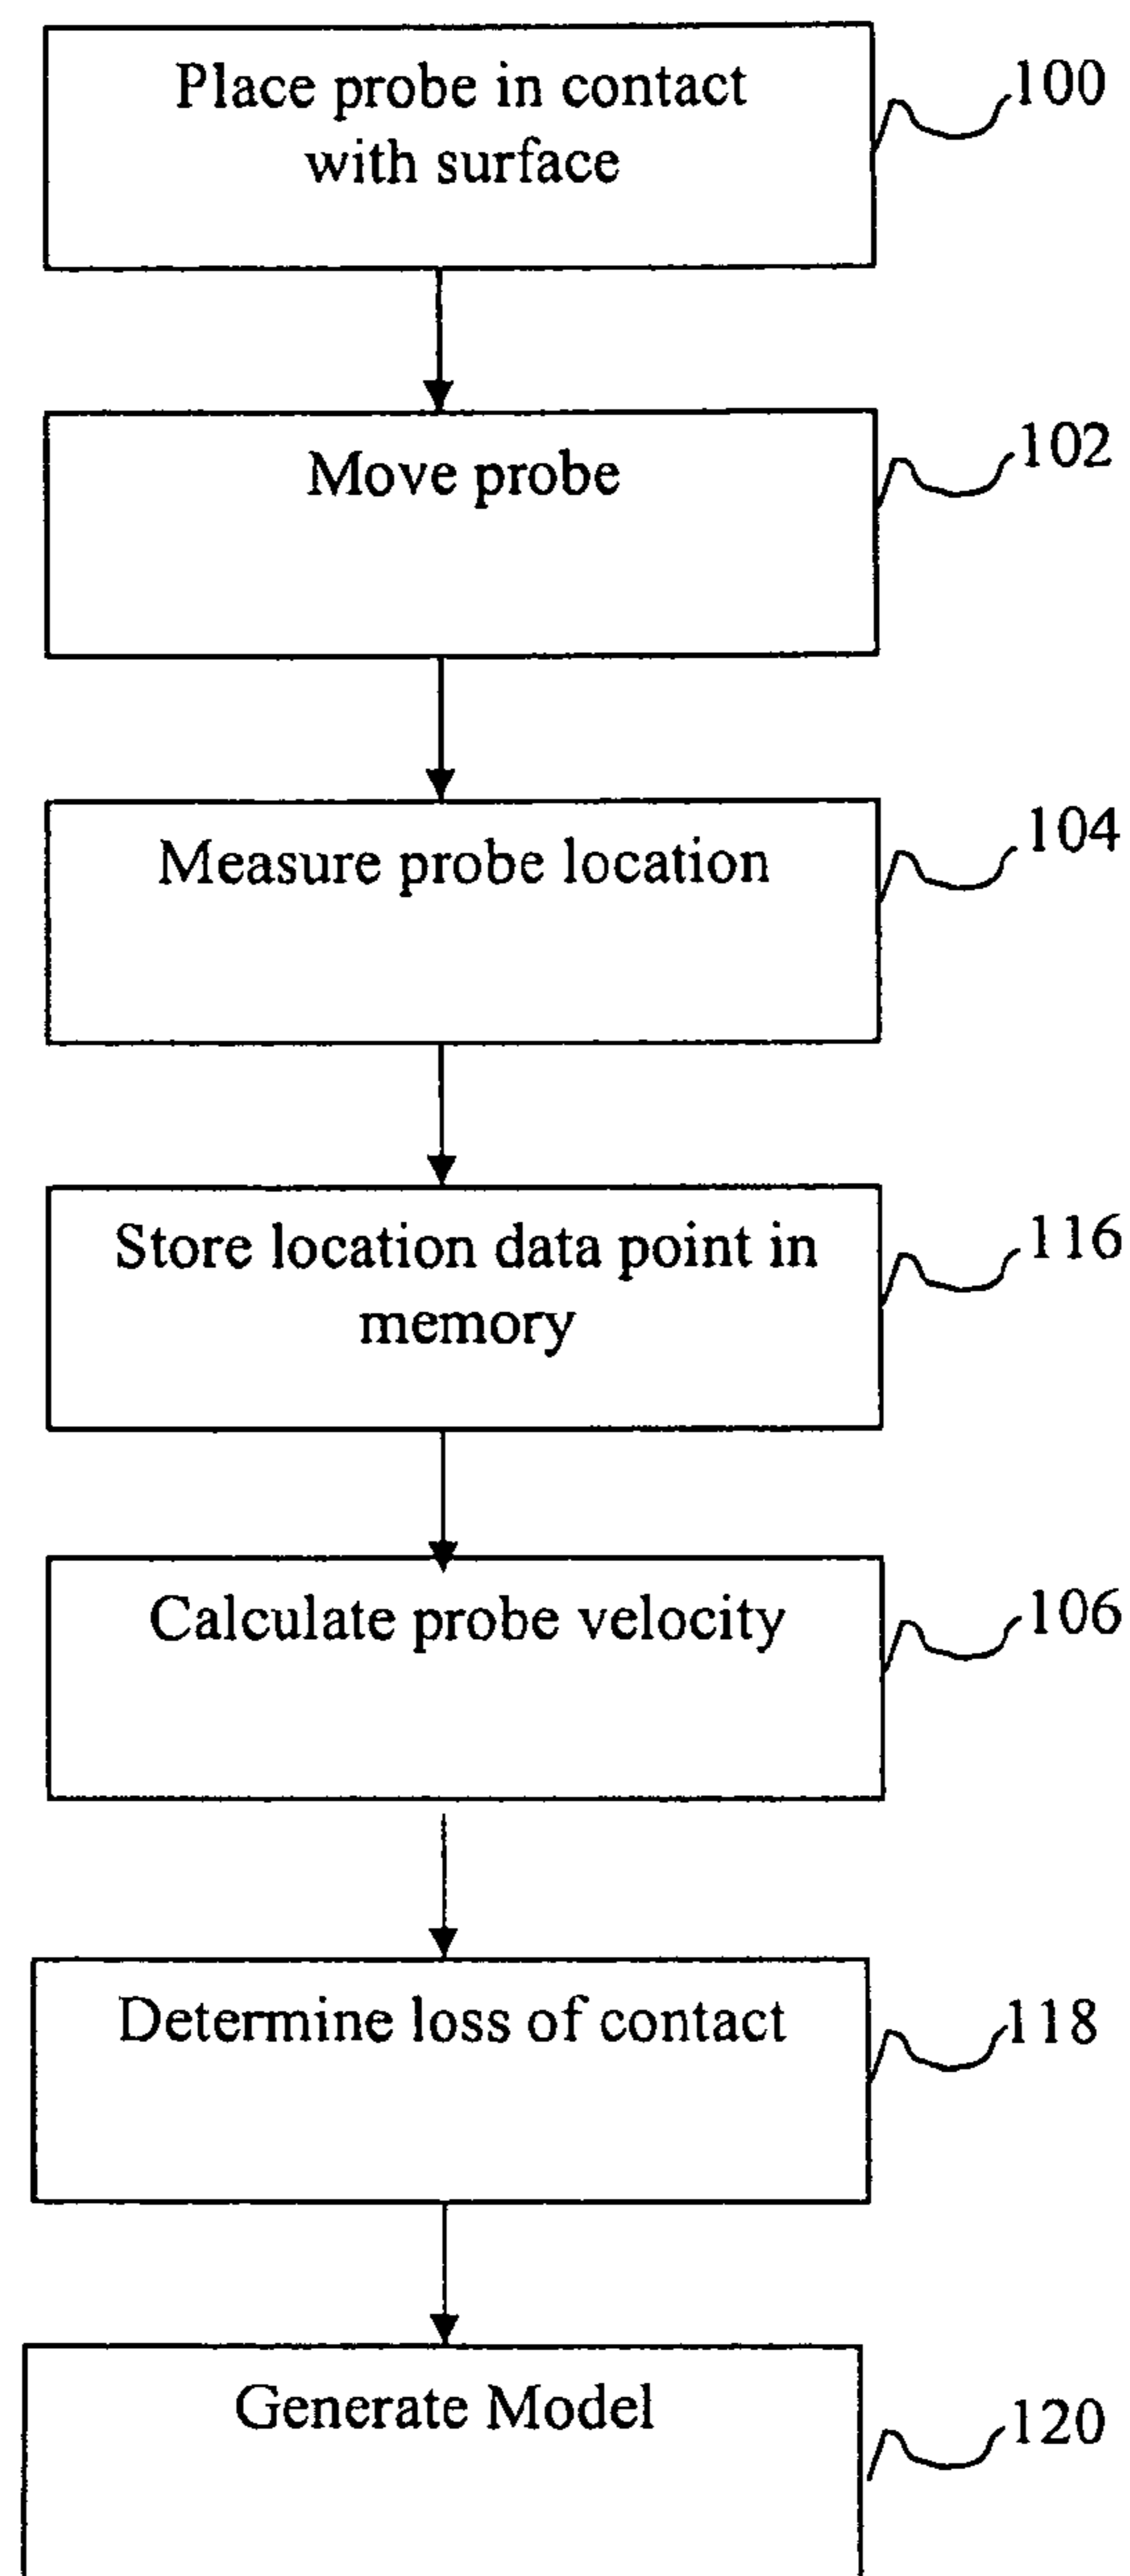 Place probe in contact
with surface
100
Move probe
102
Measure probe location
104
Store location data point in
memory
116
Calculate probe velocity
106
Determine loss of contact
118
Generate Model
120